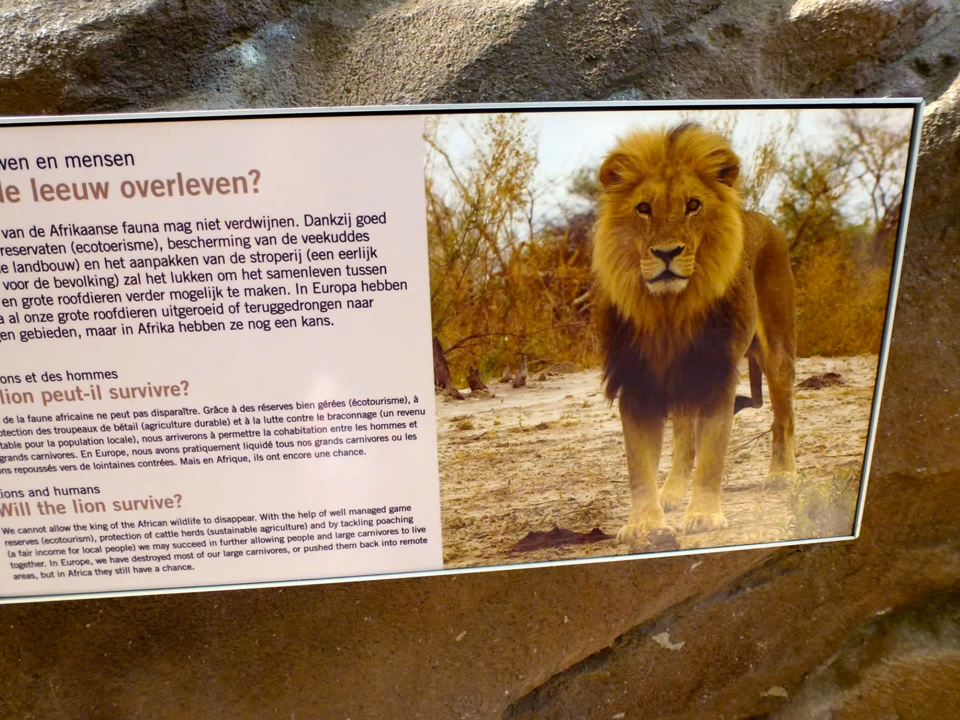 wen en mensen
de leeuw overleven?
van de Afrikaanse fauna mag niet verdwijnen. Dankzij goed
reservaten (ecotoerisme), bescherming van de veekuddes
e landbouw) en het aanpakken van de stroperij (een eerlijk
voor de bevolking) zal het lukken om het samenleven tussen
en grote roofdieren verder mogelijk te maken. In Europa hebben
a al onze grote roofdieren uitgeroeid of teruggedrongen naar
gen gebieden, maar in Afrika hebben ze nog een kans.
ons et des hommes
lion peut-il survivre?
de la faune africaine ne peut pas disparaître. Grâce à des réserves bien gérées (écotourisme), à
otection des troupeaux de bétail (agriculture durable) et à la lutte contre le braconnage (un revenu
table pour la population locale), nous arriverons à permettre la cohabitation entre les hommes et
grands carnivores. En Europe, nous avons pratiquement liquidé tous nos grands carnivores ou les
ns repoussés vers de lointaines contrées. Mais en Afrique, ils ont encore une chance.
ions and humans
Will the lion survive?
We cannot allow the king of the African wildlife to disappear. With the help of well managed game
reserves (ecotourism), protection of cattle herds (sustainable agriculture) and by tackling poaching
(a fair income for local people) we may succeed in further allowing people and large carnivores to live
together. In Europe, we have destroyed most of our large carnivores, or pushed them back into remote
areas, but in Africa they still have a chance.